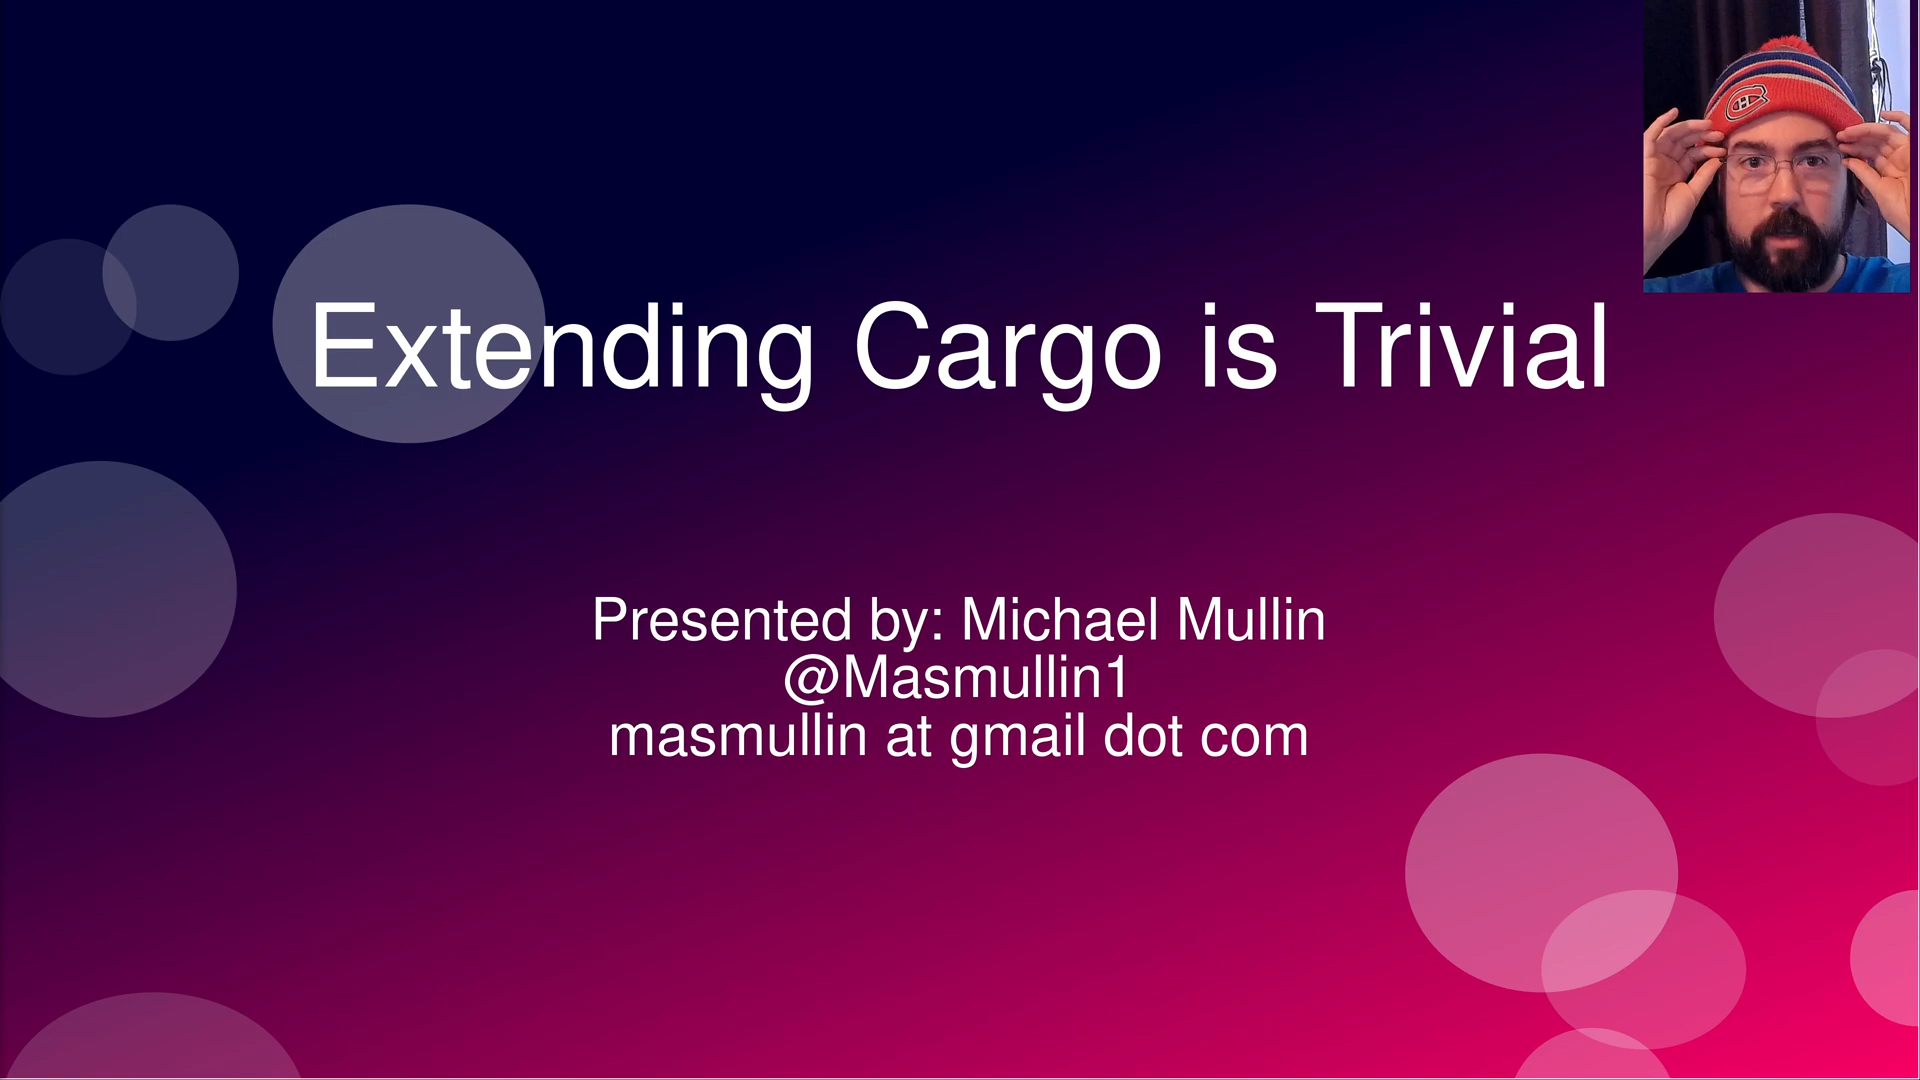 Extending Cargo is Trivial
Presented by: Michael Mullin
@Masmullin1
masmullin at gmail dot com